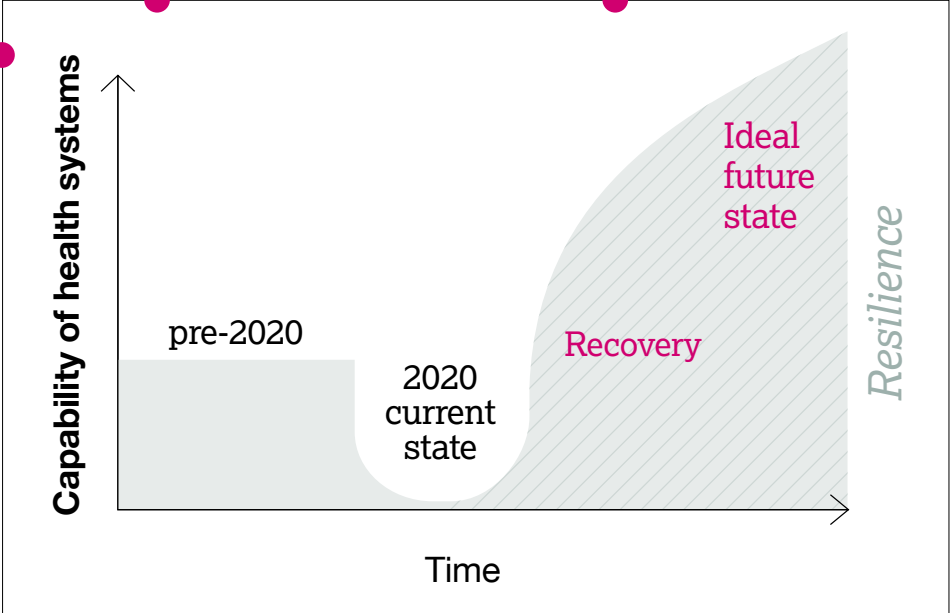 Capability of health systems
pre-2020
2020
current
state
Recovery
Ideal
future
state
Resilience
Time